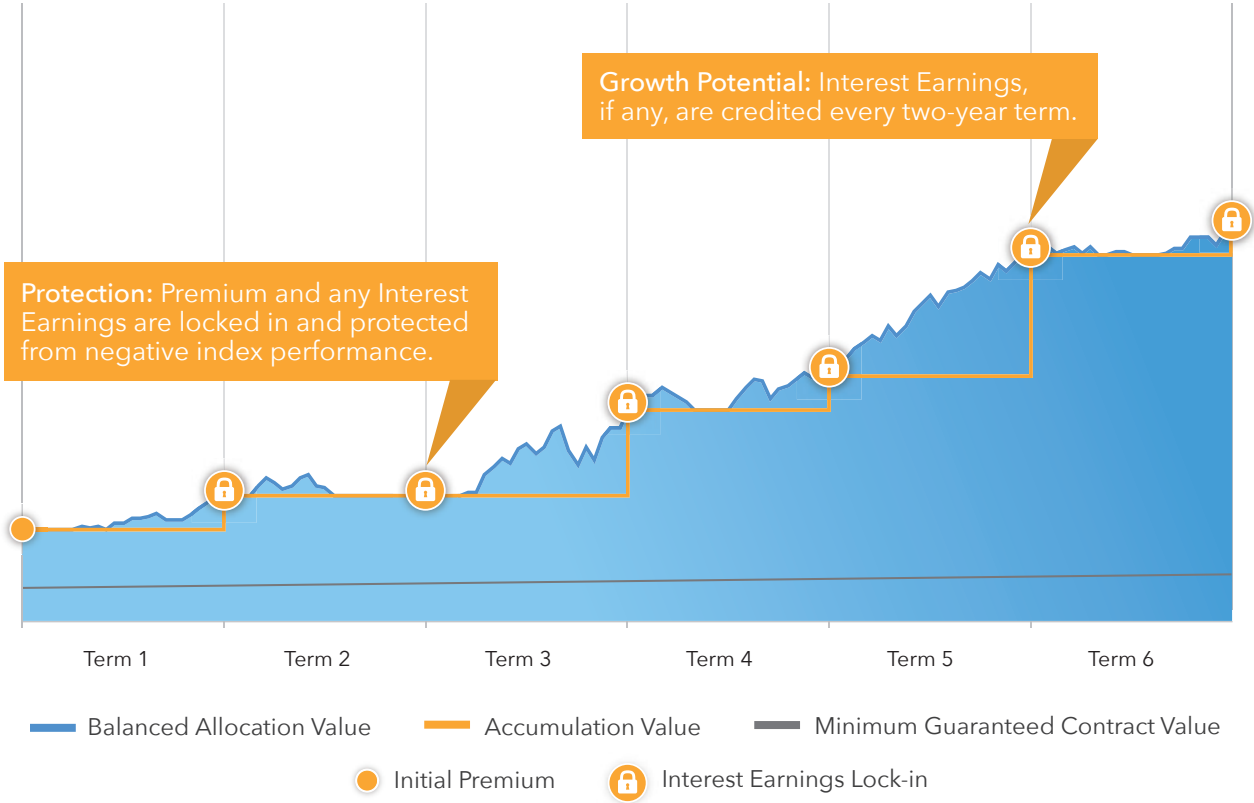 Growth Potential: Interest Earnings,
if any, are credited every two-year term.
Protection: Premium and any Interest
Earnings are locked in and protected
from negative index performance.
Term 1 Term 2 Term 3 Term 4 Term 5 Term 6
Balanced Allocation Value Accumulation Value Minimum Guaranteed Contract Value
Initial Premium Interest Earnings Lock-in